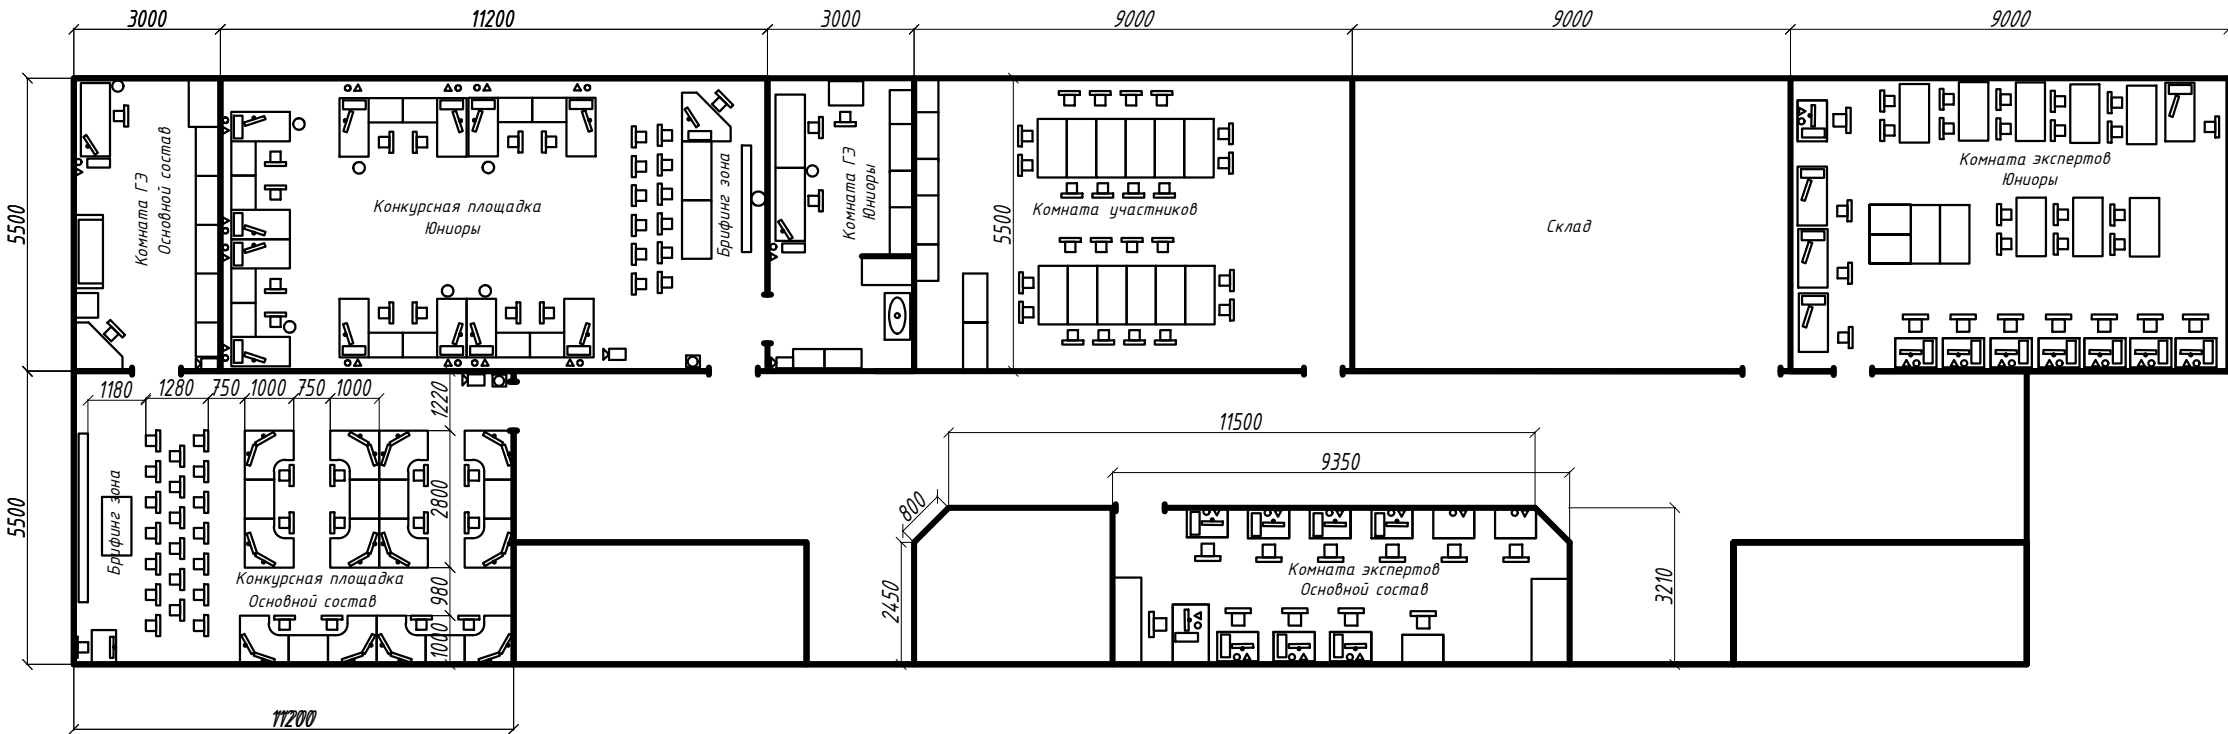 3000
11200
3000
9000
9000
9000
5500
Комната ГЭ
Основной состав
Конкурсная площадка
Юниоры
Брифинг зона
Комната ГЭ
Юниоры
5500
Комната участников
Склад
Комната экспертов
Юниоры
5500
1180
1280
750
1000
750
1000
1220
2800
980
1000
Брифинг зона
Конкурсная площадка
Основной состав
11200
11500
9350
800
2450
3210
Комната экспертов
Основной состав